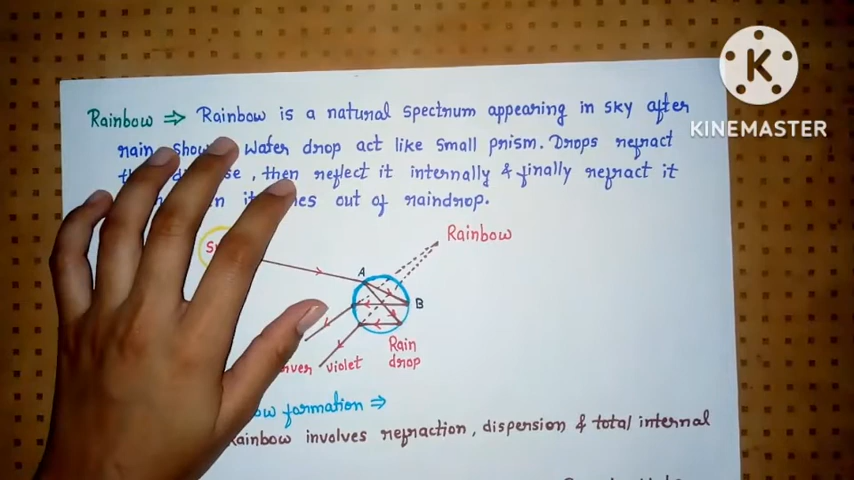 Rainbow ⇒ Rainbow is a natural spectrum appearing in sky after
rain water drop act like small prism. Drops refract
then reflect it internally & finally refract it
out of raindrop.
Rainbow
A
B
Rain
drop
violet
formation ⇒
Rainbow involves refraction, dispersion & total internal
K
KINEMASTER